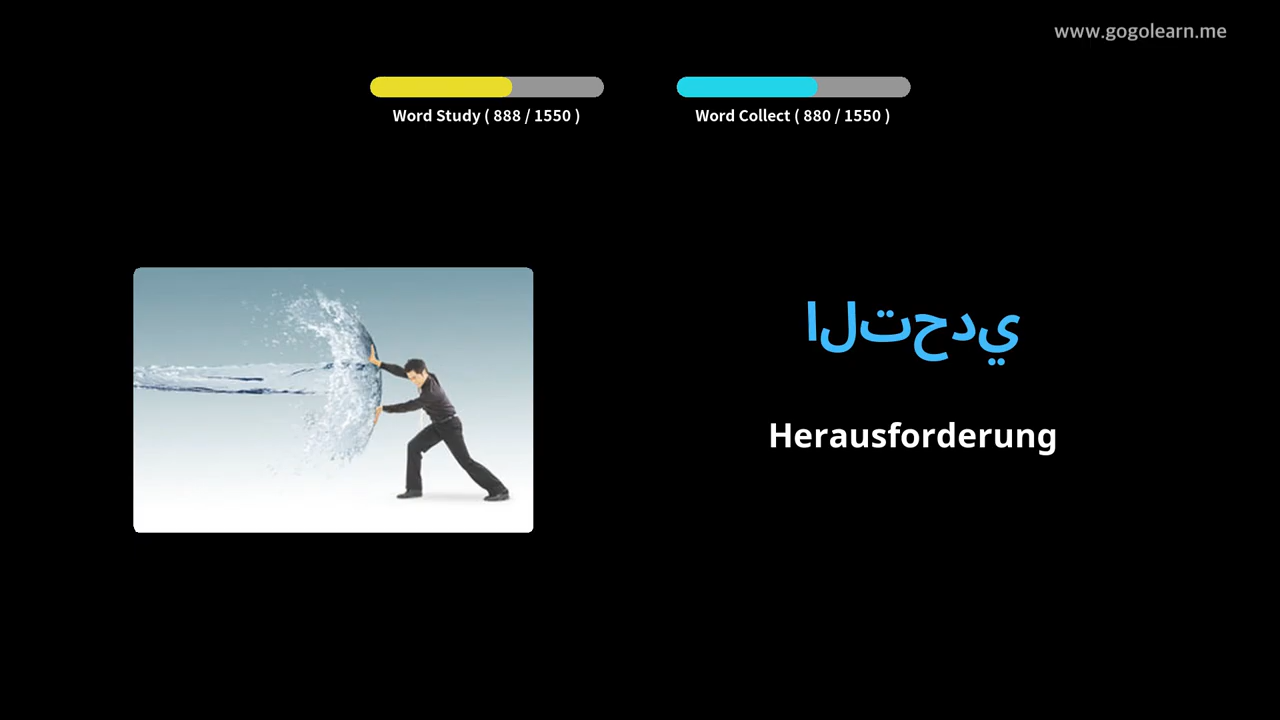 www.gogolearn.me
Word Study ( 888 / 1550 )
Word Collect ( 880 / 1550 )
التحدي
Herausforderung